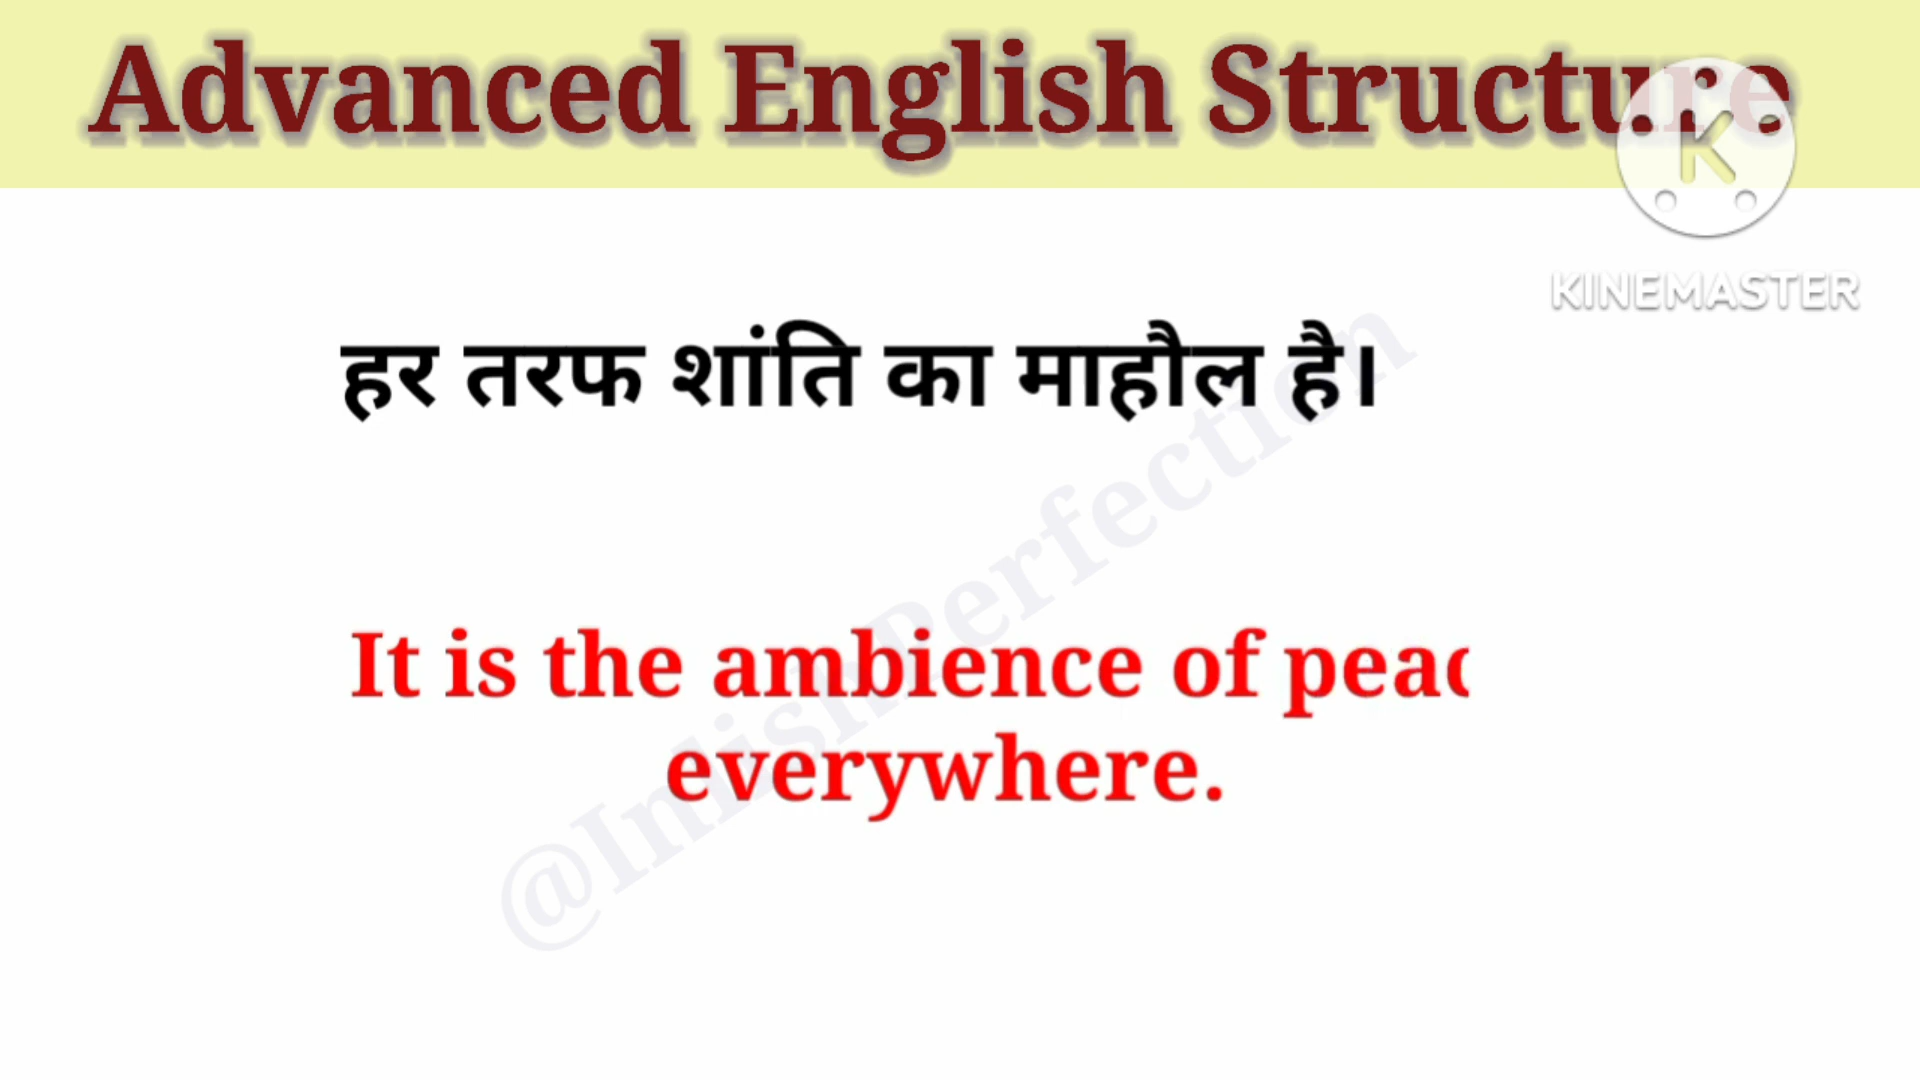 Advanced English Structure
KINEMASTER
हर तरफ शांति का माहौल है।
It is the ambience of peac
everywhere.